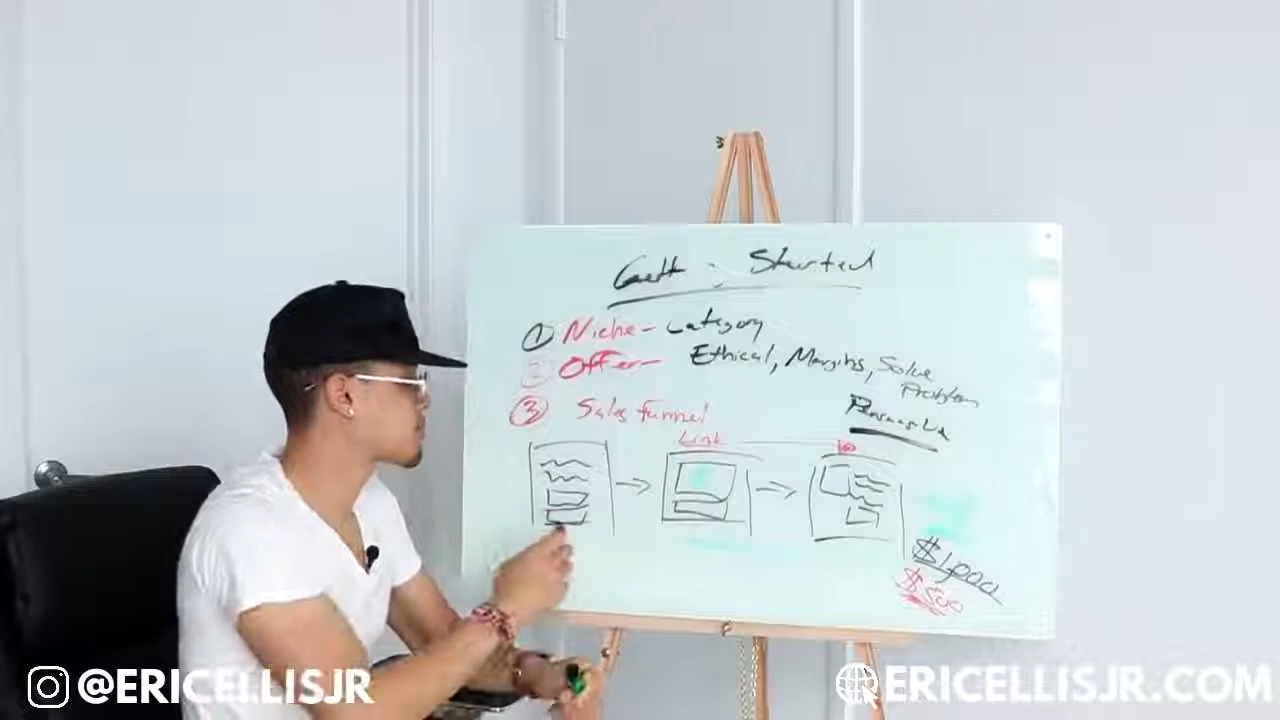 Gett Started
① Niche - Category
② Offer - Ethical, Margins, Solve
Problem
③ Sales Funnel
Link
$1,000
$500
@ERICELLISJR
ERICELLISJR.COM